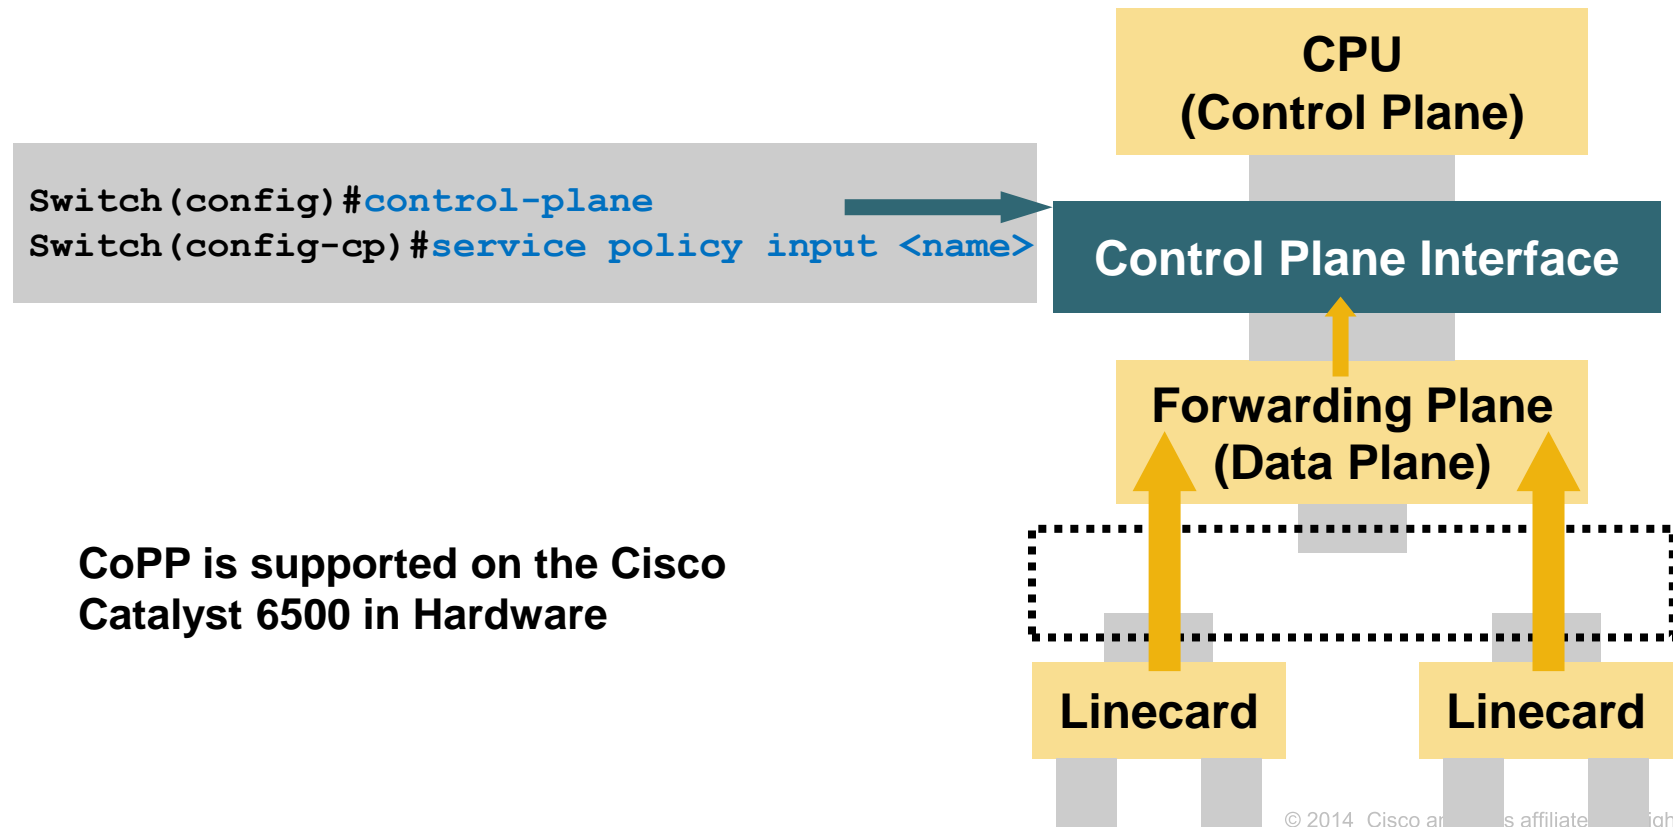 CPU
(Control Plane)
Switch(config)#control-plane
Switch(config-cp)#service policy input <name>
Control Plane Interface
Forwarding Plane
(Data Plane)
CoPP is supported on the Cisco
Catalyst 6500 in Hardware
Linecard
Linecard
© 2014 Cisco